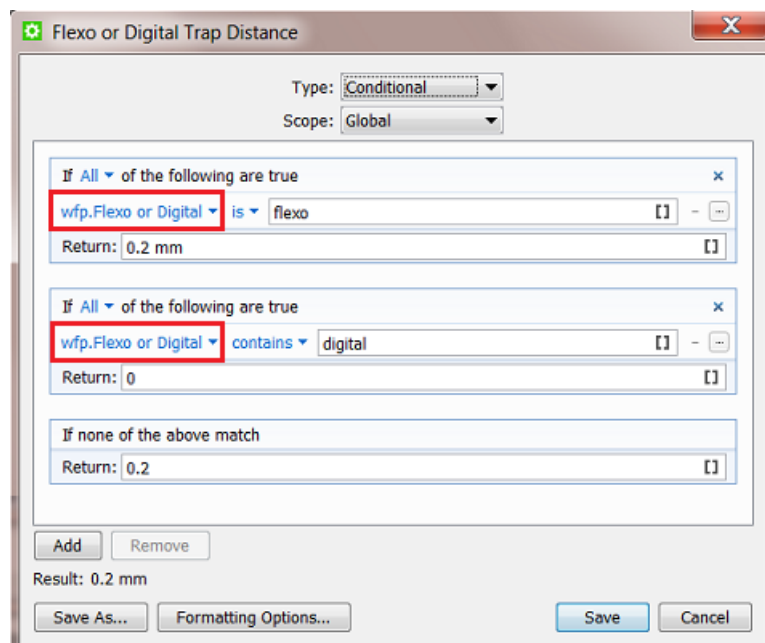 Flexo or Digital Trap Distance
Type: Conditional
Scope: Global
If All of the following are true
wfp.Flexo or Digital is flexo [] - ...
Return: 0.2 mm []
If All of the following are true
wfp.Flexo or Digital contains digital [] - ...
Return: 0 []
If none of the above match
Return: 0.2 []
Add Remove
Result: 0.2 mm
Save As... Formatting Options... Save Cancel